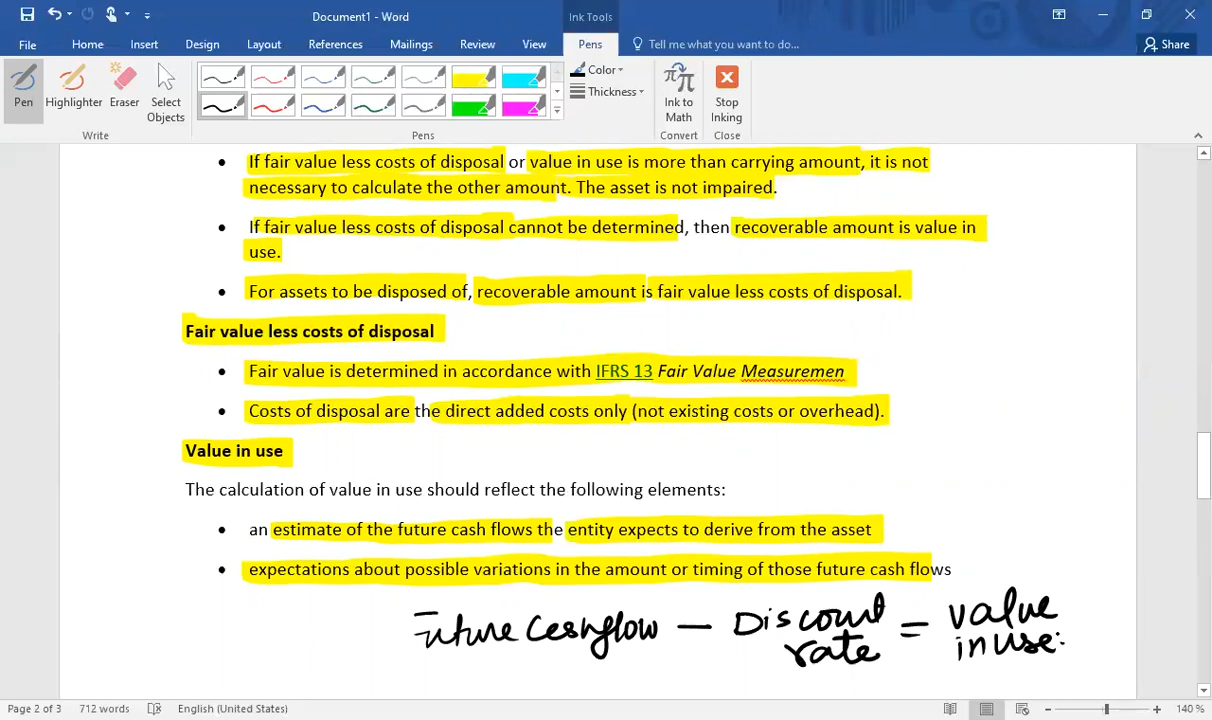 Document1 - Word
Ink Tools
File Home Insert Design Layout References Mailings Review View Pens Tell me what you want to do... Share
Pen Highlighter Eraser Select Objects
Color
Thickness
Ink to Math
Stop Inking
Write Pens Convert Close
• If fair value less costs of disposal or value in use is more than carrying amount, it is not
necessary to calculate the other amount. The asset is not impaired.
• If fair value less costs of disposal cannot be determined, then recoverable amount is value in
use.
• For assets to be disposed of, recoverable amount is fair value less costs of disposal.
Fair value less costs of disposal
• Fair value is determined in accordance with IFRS 13 Fair Value Measuremen
• Costs of disposal are the direct added costs only (not existing costs or overhead).
Value in use
The calculation of value in use should reflect the following elements:
• an estimate of the future cash flows the entity expects to derive from the asset
• expectations about possible variations in the amount or timing of those future cash flows
Future Cashflow — Discount = value
rate in use:
Page 2 of 3 712 words English (United States) 140 %